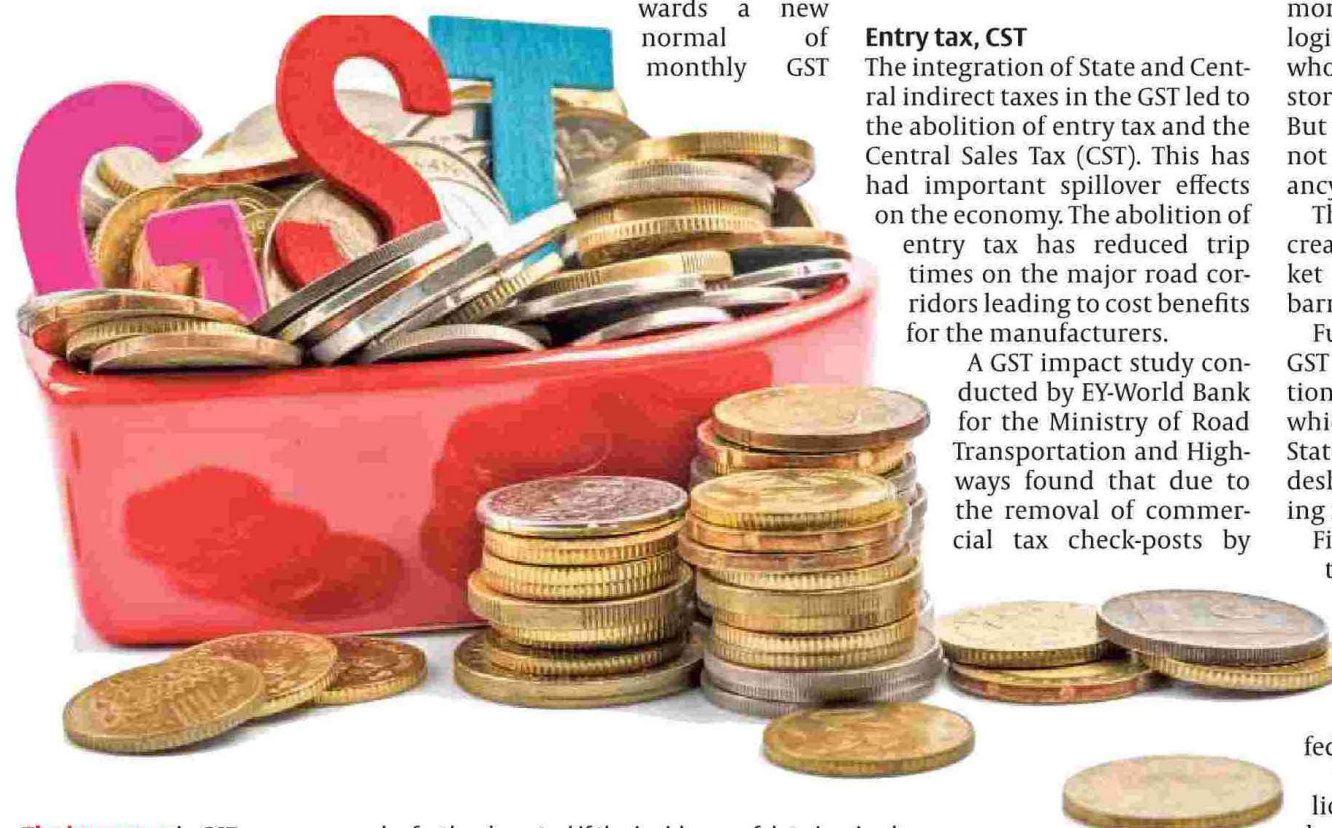 wards a new
normal of
monthly GST
GST
Entry tax, CST
The integration of State and Cent-
ral indirect taxes in the GST led to
the abolition of entry tax and the
Central Sales Tax (CST). This has
had important spillover effects
on the economy. The abolition of
entry tax has reduced trip
times on the major road cor-
ridors leading to cost benefits
for the manufacturers.
A GST impact study con-
ducted by EY-World Bank
for the Ministry of Road
Transportation and High-
ways found that due to
the removal of commer-
cial tax check-posts by
But
not
GST